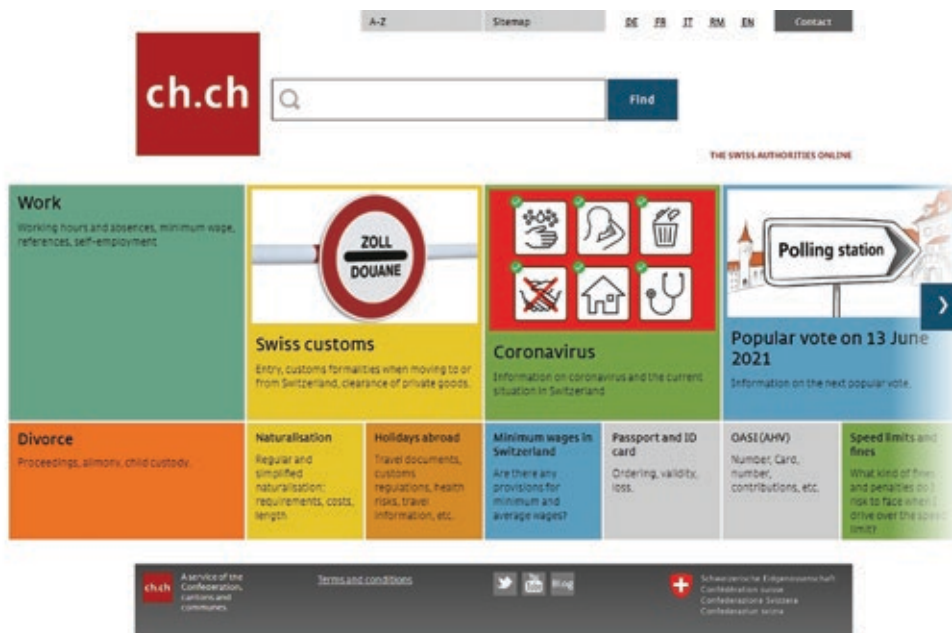 A-Z
Sitemap
DE FR IT RM EN
Contact
ch.ch
Find
THE SWISS AUTHORITIES ONLINE
Work
Working hours and absences, minimum wage,
references, self-employment
ZOLL
DOUANE
Swiss customs
Entry, customs formalities when moving to or
from Switzerland, clearance of private goods.
Coronavirus
Information on coronavirus and the current
situation in Switzerland
Polling station
Popular vote on 13 June
2021
Information on the next popular vote.
Divorce
Proceedings, alimony, child custody.
Naturalisation
Regular and
simplified
naturalisation:
requirements, costs,
length
Holidays abroad
Travel documents,
customs
regulations, health
risks, travel
information, etc.
Minimum wages in
Switzerland
Are there any
provisions for
minimum and
average wages?
Passport and ID
card
Ordering, validity,
loss.
OASI (AHV)
Number, Card,
number,
contributions, etc.
Speed limits and
fines
What kind of fines
and penalties do I
risk to face when I
drive over the speed
limit?
ch.ch
A service of the
Confederation,
cantons and
communes.
Terms and conditions
You
Tube
Blog
Schweizerische Eidgenossenschaft
Confédération suisse
Confederazione Svizzera
Confederaziun svizra